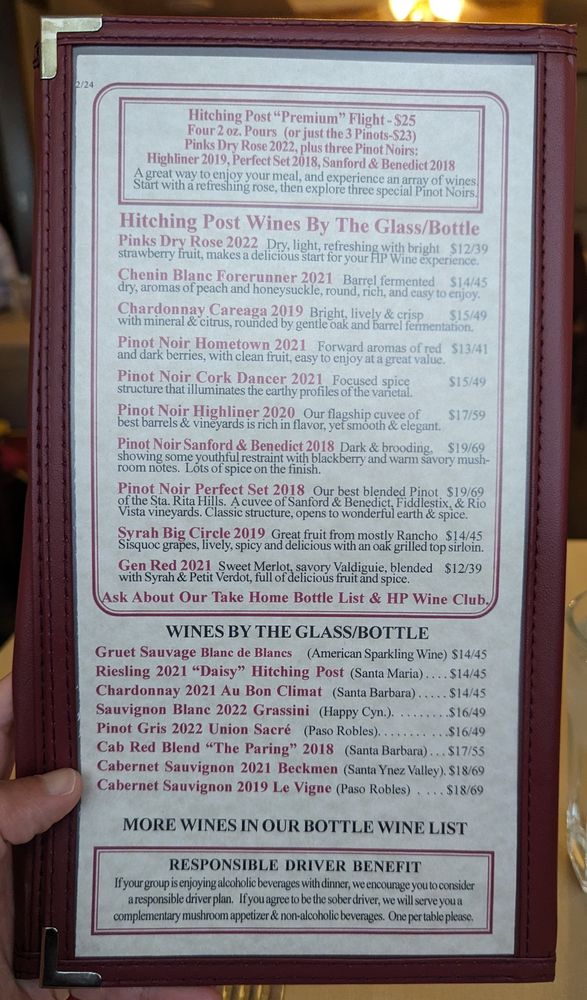 2/24
Hitching Post "Premium" Flight - $25
Four 2 oz. Pours (or just the 3 Pinots-$23)
Pinks Dry Rose 2022, plus three Pinot Noirs:
Highliner 2019, Perfect Set 2018, Sanford & Benedict 2018
A great way to enjoy your meal, and experience an array of wines.
Start with a refreshing rose, then explore three special Pinot Noirs.
Hitching Post Wines By The Glass/Bottle
Pinks Dry Rose 2022 Dry, light, refreshing with bright $12/39
strawberry fruit, makes a delicious start for your HP Wine experience.
Chenin Blanc Forerunner 2021 Barrel fermented $14/45
dry, aromas of peach and honeysuckle, round, rich, and easy to enjoy.
Chardonnay Careaga 2019 Bright, lively & crisp $15/49
with mineral & citrus, rounded by gentle oak and barrel fermentation.
Pinot Noir Hometown 2021 Forward aromas of red $13/41
and dark berries, with clean fruit, easy to enjoy at a great value.
Pinot Noir Cork Dancer 2021 Focused spice $15/49
structure that illuminates the earthy profiles of the varietal.
Pinot Noir Highliner 2020 Our flagship cuvee of $17/59
best barrels & vineyards is rich in flavor, yet smooth & elegant.
Pinot Noir Sanford & Benedict 2018 Dark & brooding, $19/69
showing some youthful restraint with blackberry and warm savory mush-
room notes. Lots of spice on the finish.
Pinot Noir Perfect Set 2018 Our best blended Pinot $19/69
of the Sta. Rita Hills. A cuvee of Sanford & Benedict, Fiddlestix, & Rio
Vista vineyards. Classic structure, opens to wonderful earth & spice.
Syrah Big Circle 2019 Great fruit from mostly Rancho $14/45
Sisquoc grapes, lively, spicy and delicious with an oak grilled top sirloin.
Gen Red 2021 Sweet Merlot, savory Valdiguie, blended $12/39
with Syrah & Petit Verdot, full of delicious fruit and spice.
Ask About Our Take Home Bottle List & HP Wine Club.
WINES BY THE GLASS/BOTTLE
Gruet Sauvage Blanc de Blancs (American Sparkling Wine) $14/45
Riesling 2021 "Daisy" Hitching Post (Santa Maria) . . . . $14/45
Chardonnay 2021 Au Bon Climat (Santa Barbara) . . . . . $14/45
Sauvignon Blanc 2022 Grassini (Happy Cyn.). . . . . . . . . $16/49
Pinot Gris 2022 Union Sacré (Paso Robles). . . . . . . . . . . $16/49
Cab Red Blend "The Paring" 2018 (Santa Barbara) . . . $17/55
Cabernet Sauvignon 2021 Beckmen (Santa Ynez Valley). $18/69
Cabernet Sauvignon 2019 Le Vigne (Paso Robles) . . . . $18/69
MORE WINES IN OUR BOTTLE WINE LIST
RESPONSIBLE DRIVER BENEFIT
If your group is enjoying alcoholic beverages with dinner, we encourage you to consider
a responsible driver plan. If you agree to be the sober driver, we will serve you a
complementary mushroom appetizer & non-alcoholic beverages. One per table please.